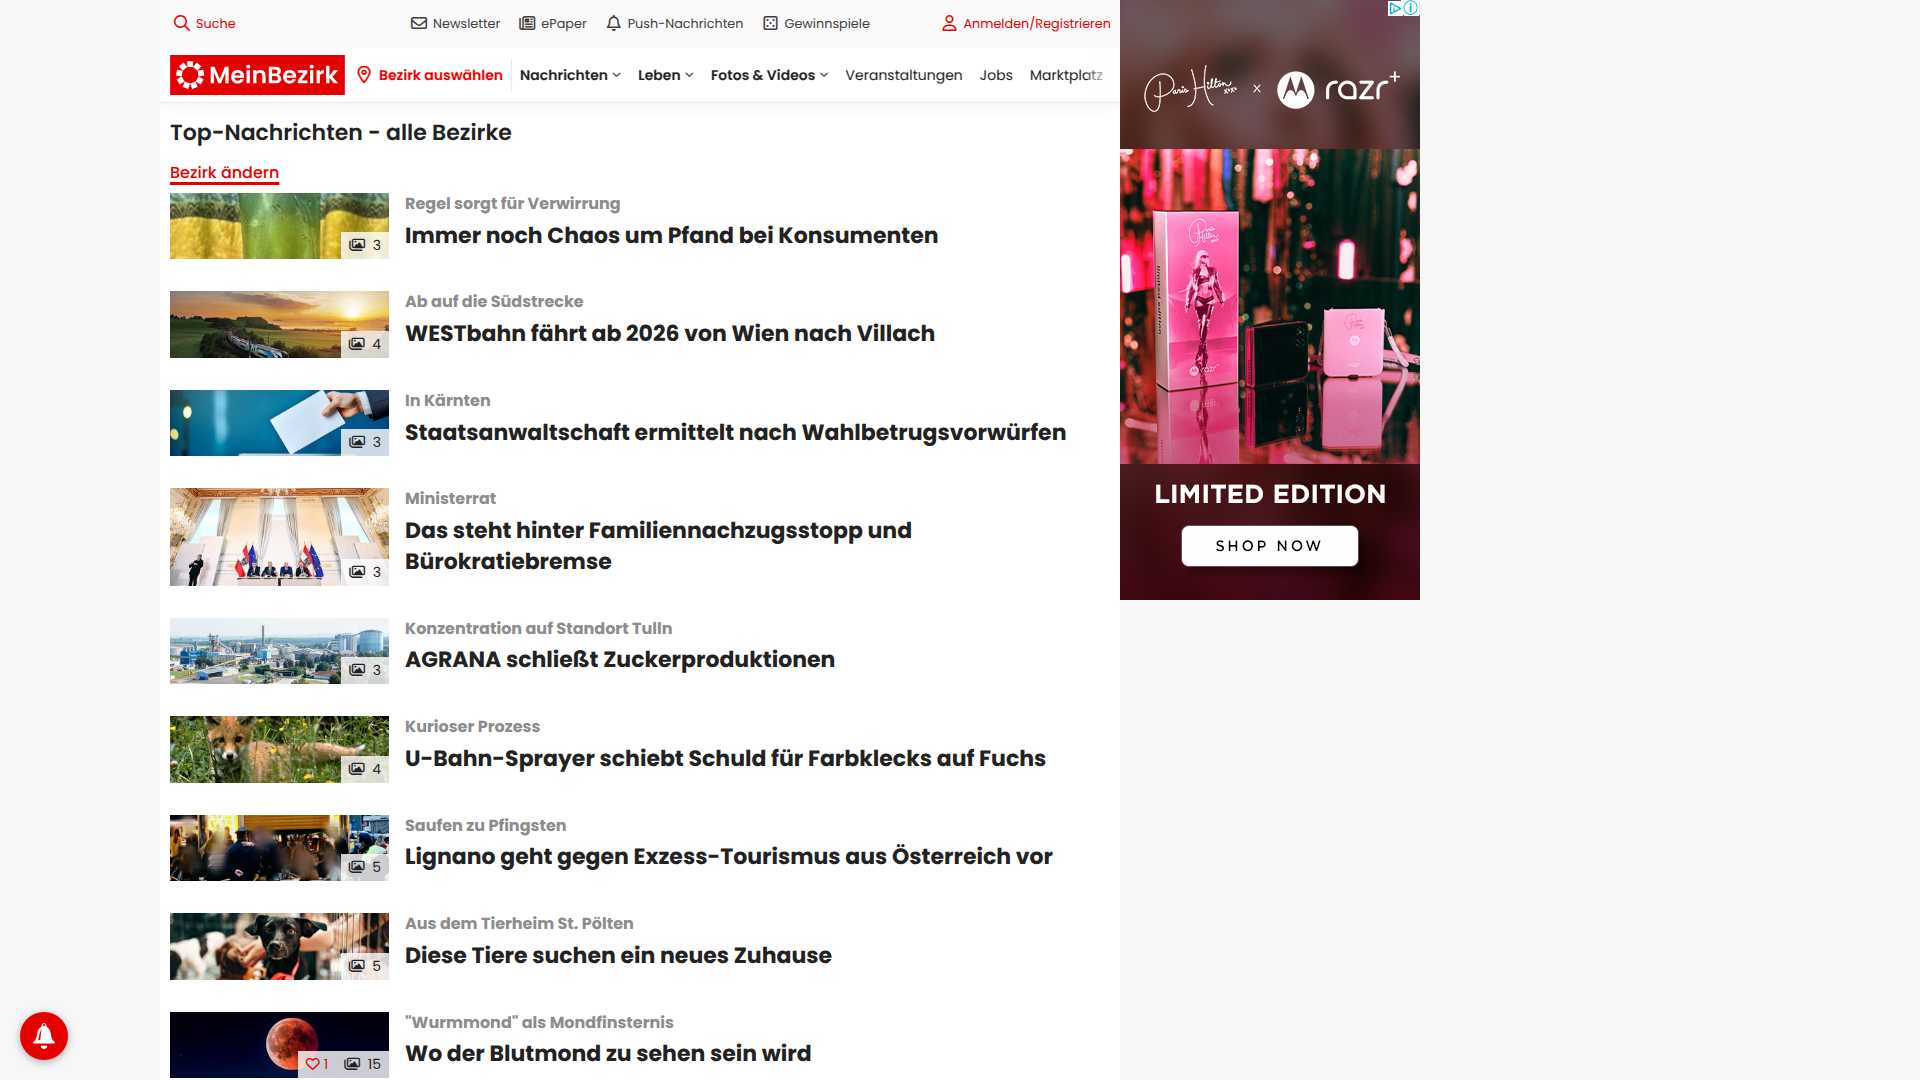 Suche
Newsletter
ePaper
Push-Nachrichten
Gewinnspiele
Anmelden/Registrieren
MeinBezirk
Bezirk auswählen
Nachrichten
Leben
Fotos & Videos
Veranstaltungen
Jobs
Marktplatz
Top-Nachrichten - alle Bezirke
Bezirk ändern
3
Regel sorgt für Verwirrung
Immer noch Chaos um Pfand bei Konsumenten
4
Ab auf die Südstrecke
WESTbahn fährt ab 2026 von Wien nach Villach
3
In Kärnten
Staatsanwaltschaft ermittelt nach Wahlbetrugsvorwürfen
3
Ministerrat
Das steht hinter Familiennachzugsstopp und
Bürokratiebremse
3
Konzentration auf Standort Tulln
AGRANA schließt Zuckerproduktionen
4
Kurioser Prozess
U-Bahn-Sprayer schiebt Schuld für Farbklecks auf Fuchs
5
Saufen zu Pfingsten
Lignano geht gegen Exzess-Tourismus aus Österreich vor
5
Aus dem Tierheim St. Pölten
Diese Tiere suchen ein neues Zuhause
1
15
"Wurmmond" als Mondfinsternis
Wo der Blutmond zu sehen sein wird
Paris Hilton x razr+
LIMITED EDITION
SHOP NOW